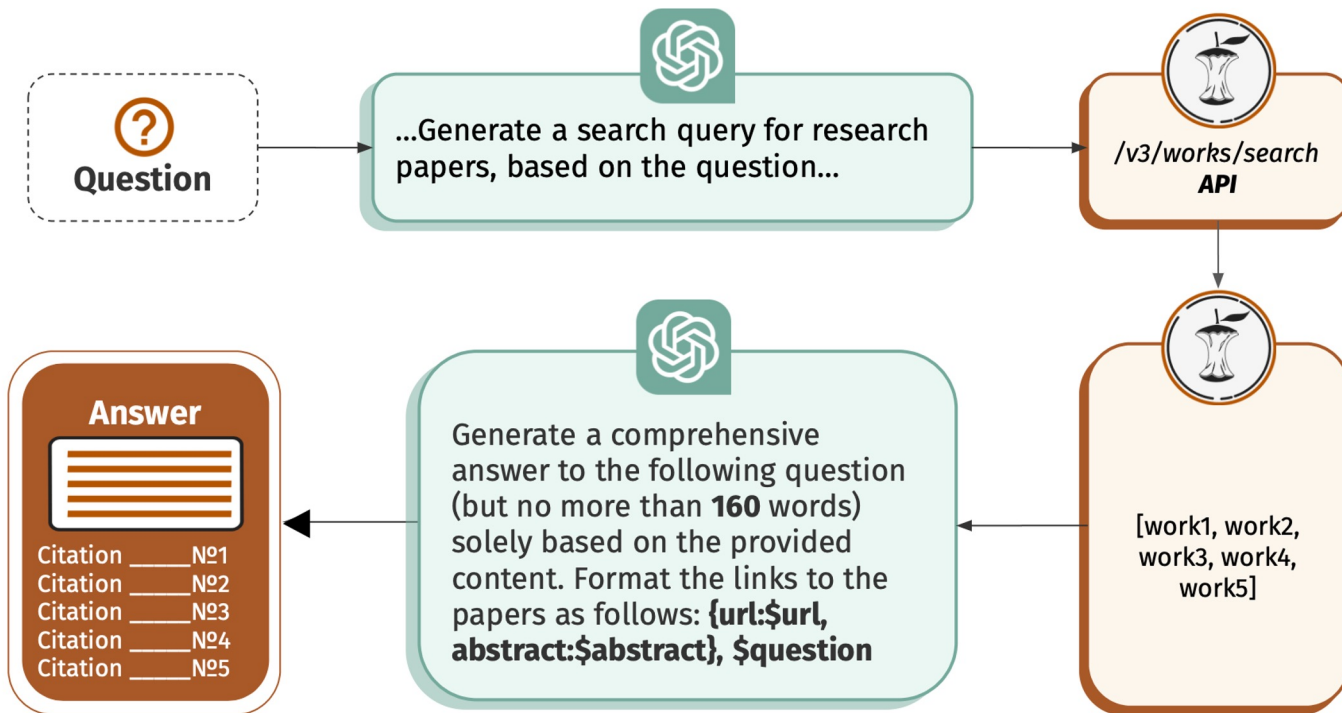 Question
...Generate a search query for research
papers, based on the question...
/v3/works/search
API
[work1, work2,
work3, work4,
work5]
Generate a comprehensive
answer to the following question
(but no more than 160 words)
solely based on the provided
content. Format the links to the
papers as follows: {url:$url,
abstract:$abstract}, $question
Answer
Citation _____№1
Citation _____№2
Citation _____№3
Citation _____№4
Citation _____№5